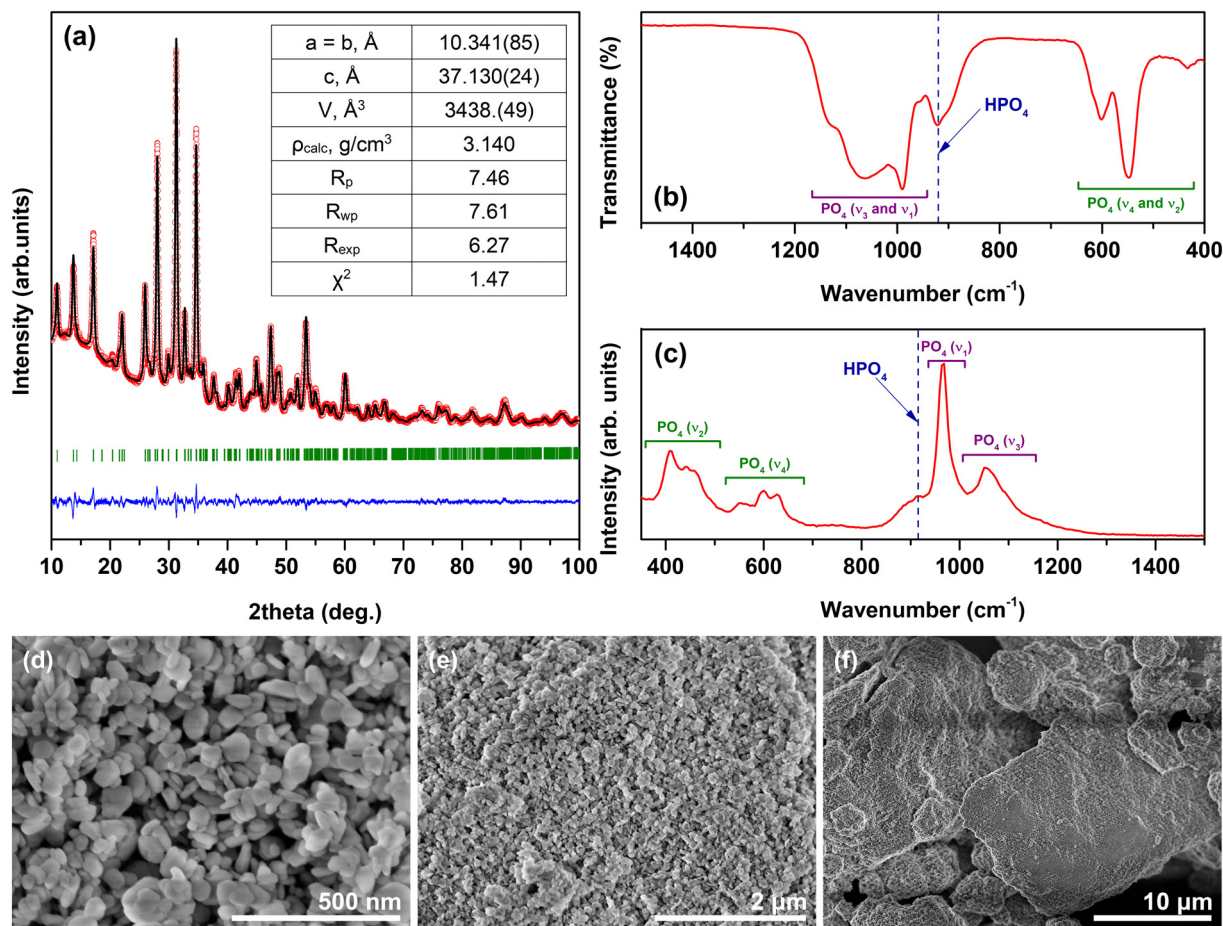 (a)
a = b, Å 10.341(85)
c, Å 37.130(24)
V, Å³ 3438.(49)
ρcalc, g/cm³ 3.140
Rp 7.46
Rwp 7.61
Rexp 6.27
χ² 1.47
Intensity (arb.units)
10 20 30 40 50 60 70 80 90 100
2theta (deg.)
(b)
Transmittance (%)
HPO₄
PO₄ (ν₃ and ν₁)
PO₄ (ν₄ and ν₂)
1400 1200 1000 800 600 400
Wavenumber (cm⁻¹)
(c)
Intensity (arb. units)
PO₄ (ν₁)
HPO₄
PO₄ (ν₂)
PO₄ (ν₃)
PO₄ (ν₄)
400 600 800 1000 1200 1400
Wavenumber (cm⁻¹)
(d)
500 nm
(e)
2 μm
(f)
10 μm